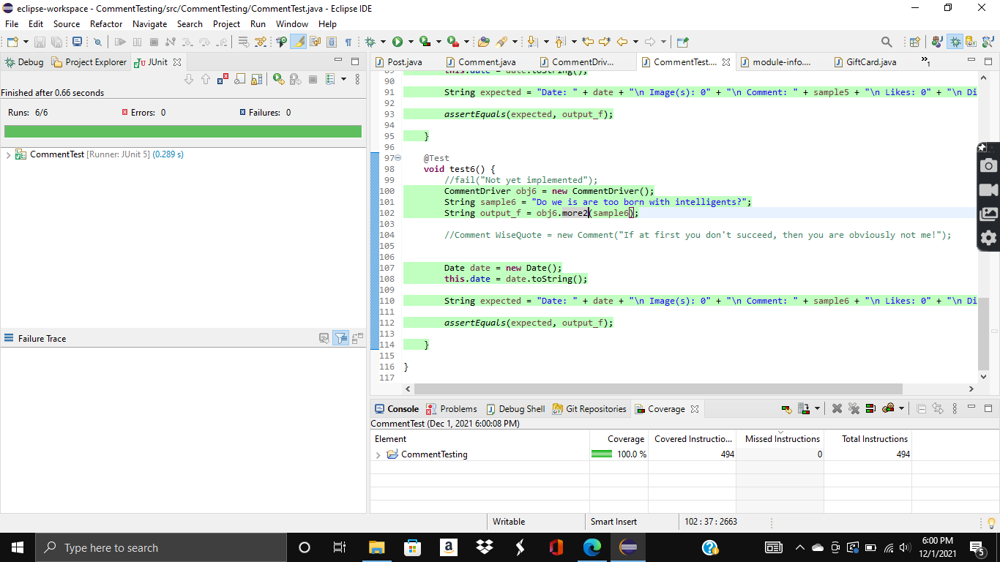 eclipse-workspace - CommentTesting/src/CommentTesting/CommentTest.java - Eclipse IDE
File Edit Source Refactor Navigate Search Project Run Window Help
Debug Project Explorer JUnit
Finished after 0.66 seconds
Runs: 6/6 Errors: 0 Failures: 0
CommentTest [Runner: JUnit 5] (0.289 s)
Failure Trace
Post.java Comment.java CommentDriv... CommentTest.... module-info.... GiftCard.java »1
89 this.date = date.toString();
90
91 String expected = "Date: " + date + "\n Image(s): 0" + "\n Comment: " + sample5 + "\n Likes: 0" + "\n Di
92
93 assertEquals(expected, output_f);
94
95 }
96
97 @Test
98 void test6() {
99 //fail("Not yet implemented");
100 CommentDriver obj6 = new CommentDriver();
101 String sample6 = "Do we is are too born with intelligents?";
102 String output_f = obj6.more2(sample6);
103
104 //Comment WiseQuote = new Comment("If at first you don't succeed, then you are obviously not me!");
105
106
107 Date date = new Date();
108 this.date = date.toString();
109
110 String expected = "Date: " + date + "\n Image(s): 0" + "\n Comment: " + sample6 + "\n Likes: 0" + "\n Di
111
112 assertEquals(expected, output_f);
113
114 }
115
116 }
117
Console Problems Debug Shell Git Repositories Coverage
CommentTest (Dec 1, 2021 6:00:08 PM)
Element Coverage Covered Instructio... Missed Instructions Total Instructions
CommentTesting 100.0 % 494 0 494
Writable Smart Insert 102 : 37 : 2663
Type here to search
6:00 PM
12/1/2021
5